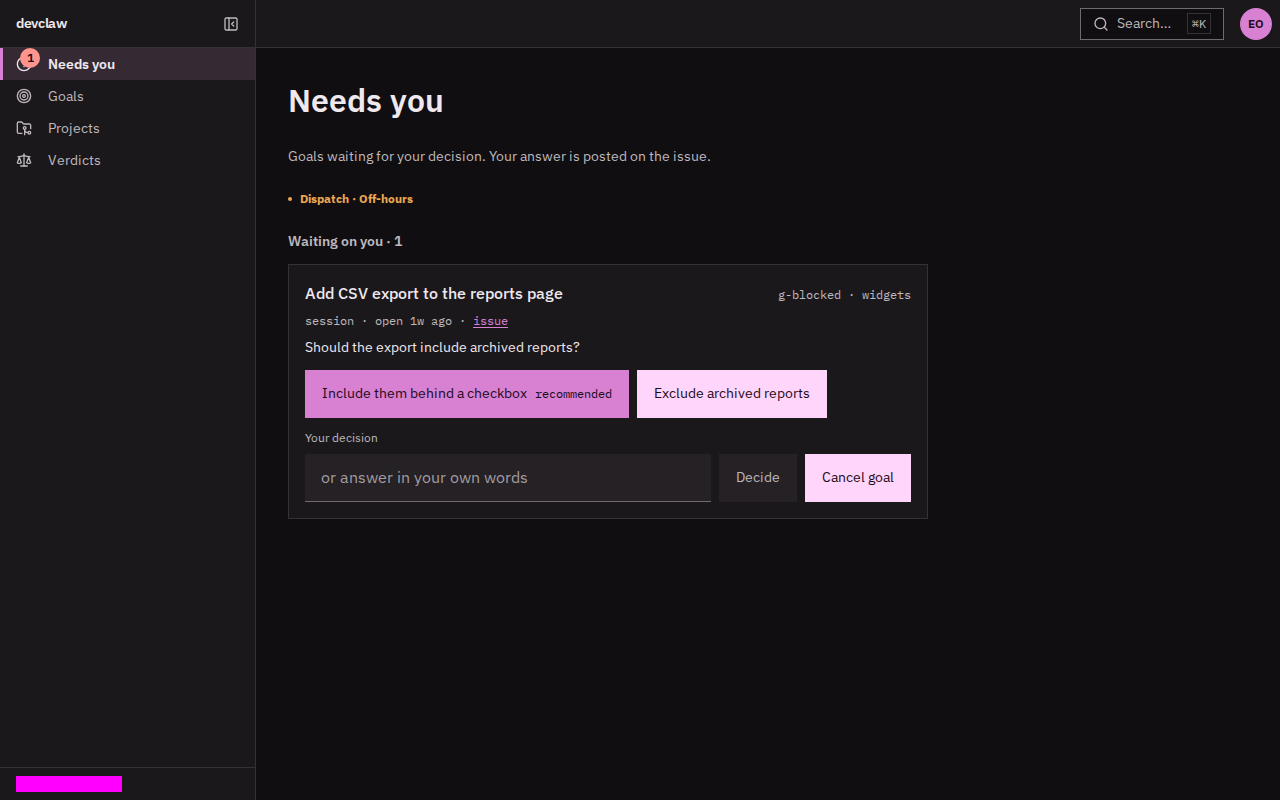 devclaw
Search... ⌘K
EO
1
Needs you
Goals
Projects
Verdicts
Needs you
Goals waiting for your decision. Your answer is posted on the issue.
Dispatch · Off-hours
Waiting on you · 1
Add CSV export to the reports page
g-blocked · widgets
session · open 1w ago · issue
Should the export include archived reports?
Include them behind a checkbox recommended
Exclude archived reports
Your decision
or answer in your own words
Decide
Cancel goal